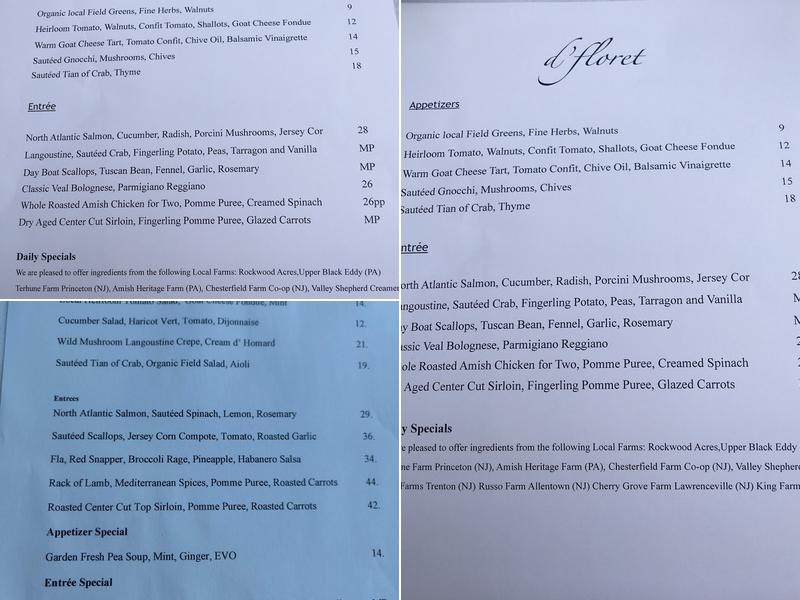 Organic local Field Greens, Fine Herbs, Walnuts 9
Heirloom Tomato, Walnuts, Confit Tomato, Shallots, Goat Cheese Fondue 12
Warm Goat Cheese Tart, Tomato Confit, Chive Oil, Balsamic Vinaigrette 14
Sautéed Gnocchi, Mushrooms, Chives 15
Sautéed Tian of Crab, Thyme 18
Entrée
North Atlantic Salmon, Cucumber, Radish, Porcini Mushrooms, Jersey Cor 28
Langoustine, Sautéed Crab, Fingerling Potato, Peas, Tarragon and Vanilla MP
Day Boat Scallops, Tuscan Bean, Fennel, Garlic, Rosemary MP
Classic Veal Bolognese, Parmigiano Reggiano 26
Whole Roasted Amish Chicken for Two, Pomme Puree, Creamed Spinach 26pp
Dry Aged Center Cut Sirloin, Fingerling Pomme Puree, Glazed Carrots MP
Daily Specials
We are pleased to offer ingredients from the following Local Farms: Rockwood Acres,Upper Black Eddy (PA)
Terhune Farm Princeton (NJ), Amish Heritage Farm (PA), Chesterfield Farm Co-op (NJ), Valley Shepherd Creamer
Local Heirloom Tomato Salad, Goat Cheese Fondue, Mint 14.
Cucumber Salad, Haricot Vert, Tomato, Dijonnaise 12.
Wild Mushroom Langoustine Crepe, Cream d' Homard 21.
Sautéed Tian of Crab, Organic Field Salad, Aioli 19.
Entrees
North Atlantic Salmon, Sautéed Spinach, Lemon, Rosemary 29.
Sautéed Scallops, Jersey Corn Compote, Tomato, Roasted Garlic 36.
Fla, Red Snapper, Broccoli Rage, Pineapple, Habanero Salsa 34.
Rack of Lamb, Mediterranean Spices, Pomme Puree, Roasted Carrots 44.
Roasted Center Cut Top Sirloin, Pomme Puree, Roasted Carrots 42.
Appetizer Special
Garden Fresh Pea Soup, Mint, Ginger, EVO 14.
Entrée Special
d'floret
Appetizers
Organic local Field Greens, Fine Herbs, Walnuts 9
Heirloom Tomato, Walnuts, Confit Tomato, Shallots, Goat Cheese Fondue 12
Warm Goat Cheese Tart, Tomato Confit, Chive Oil, Balsamic Vinaigrette 14
Sautéed Gnocchi, Mushrooms, Chives 15
Sautéed Tian of Crab, Thyme 18
ntrée
orth Atlantic Salmon, Cucumber, Radish, Porcini Mushrooms, Jersey Cor 28
ngoustine, Sautéed Crab, Fingerling Potato, Peas, Tarragon and Vanilla M
y Boat Scallops, Tuscan Bean, Fennel, Garlic, Rosemary
ssic Veal Bolognese, Parmigiano Reggiano
ole Roasted Amish Chicken for Two, Pomme Puree, Creamed Spinach
Aged Center Cut Sirloin, Fingerling Pomme Puree, Glazed Carrots
y Specials
e pleased to offer ingredients from the following Local Farms: Rockwood Acres,Upper Black Eddy
ne Farm Princeton (NJ), Amish Heritage Farm (PA), Chesterfield Farm Co-op (NJ), Valley Shepher
Farms Trenton (NJ) Russo Farm Allentown (NJ) Cherry Grove Farm Lawrenceville (NJ) King Farm